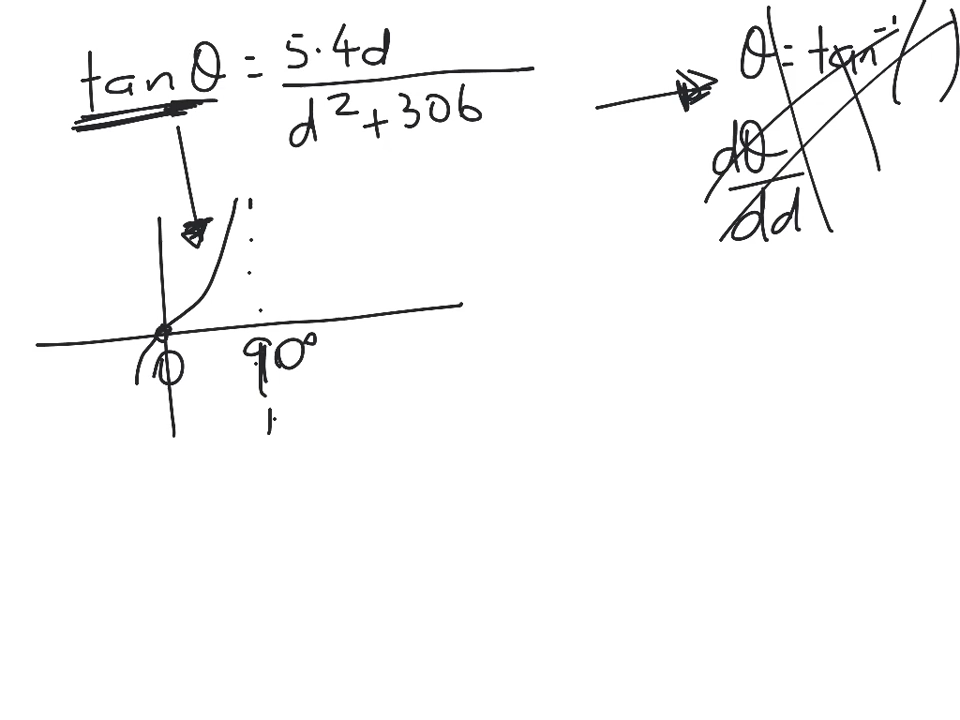 tan θ = 5.4d / d² + 306
θ = tan⁻¹ ( )
dθ / dd
0 90°